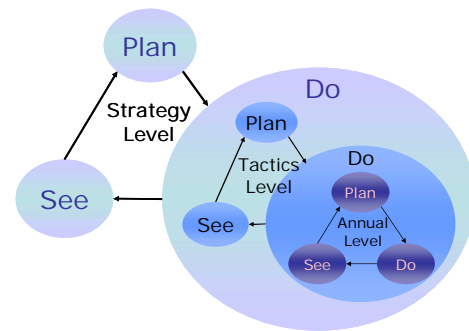 Plan
Do
Strategy
Level
Plan
Do
Tactics
Level
See
See
Plan
Annual
Level
See
Do